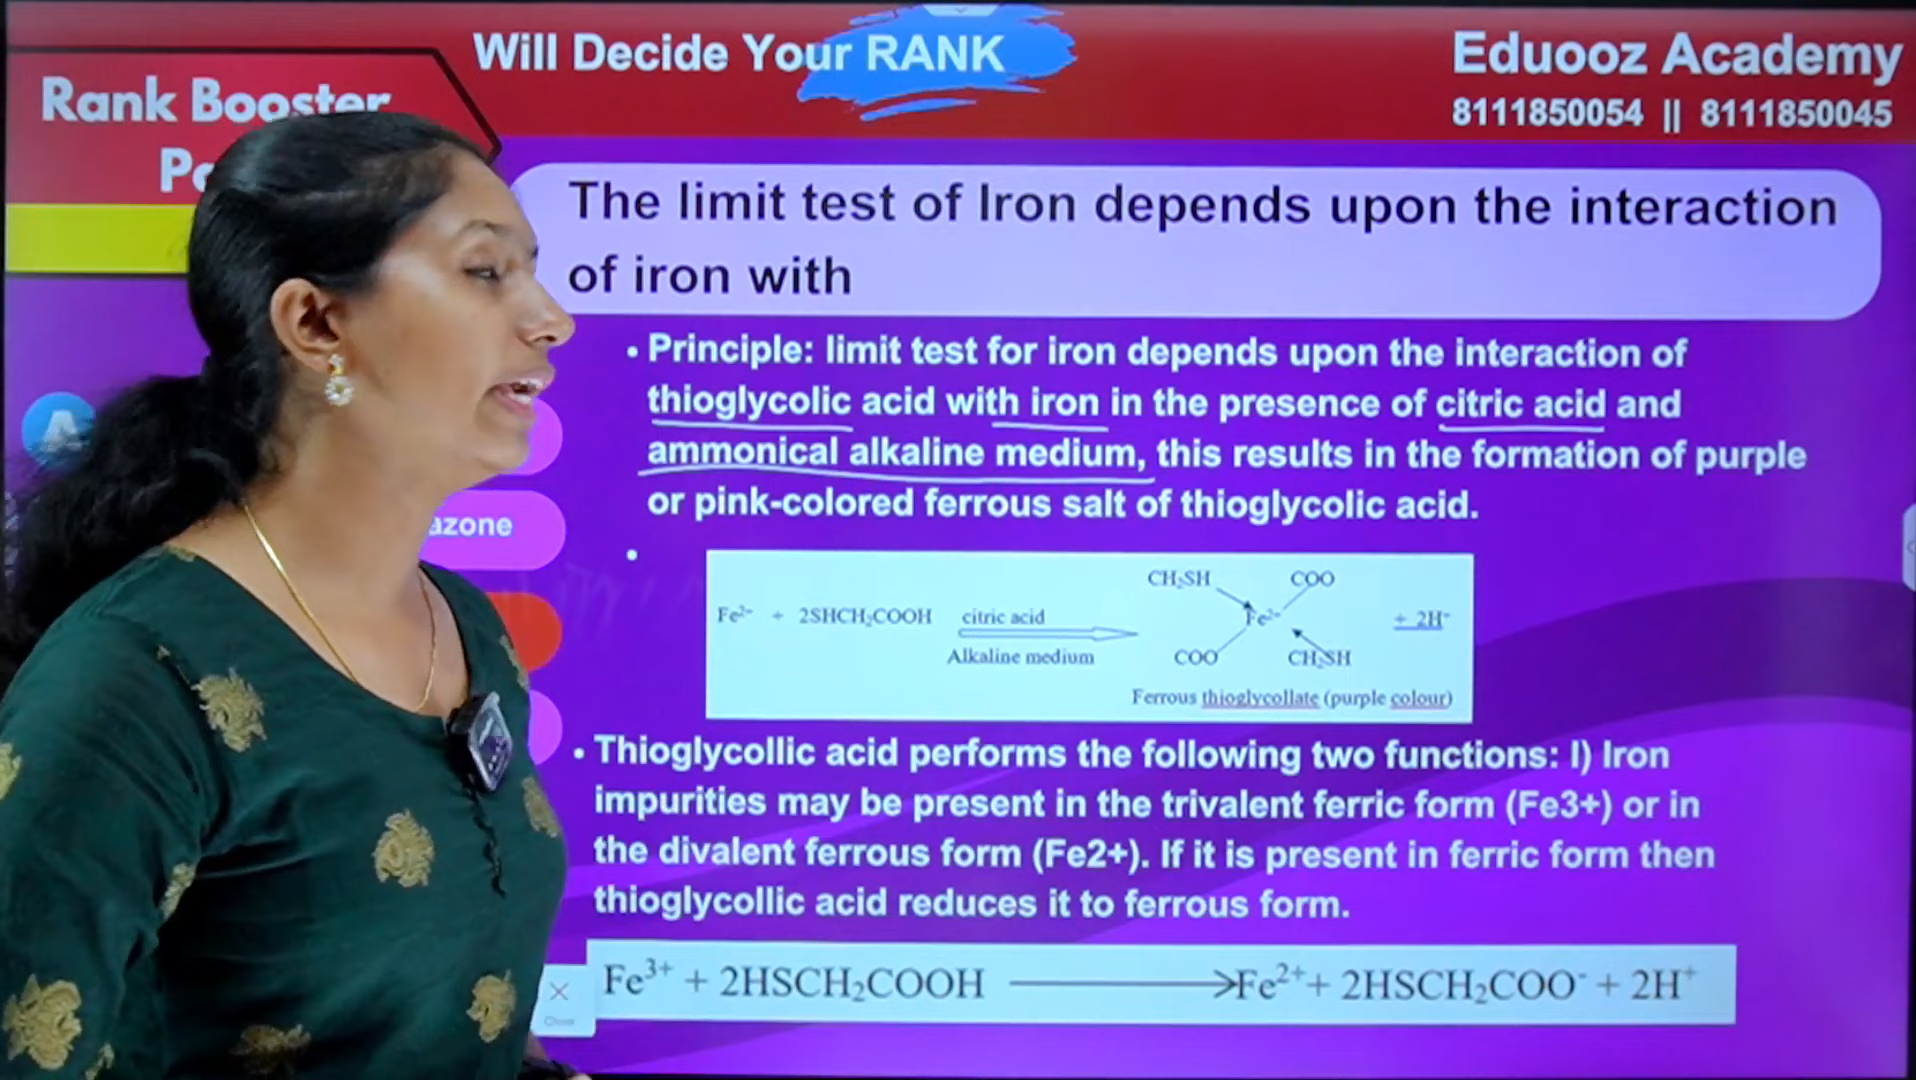 Will Decide Your RANK
Eduooz Academy
8111850054 || 8111850045
Rank Booster
The limit test of Iron depends upon the interaction
of iron with
A
azone
• Principle: limit test for iron depends upon the interaction of
thioglycolic acid with iron in the presence of citric acid and
ammonical alkaline medium, this results in the formation of purple
or pink-colored ferrous salt of thioglycolic acid.
•
CH₂SH COO
Fe²⁻ + 2SHCH₂COOH citric acid Fe²⁻ + 2H⁻
Alkaline medium COO CH₂SH
Ferrous thioglycollate (purple colour)
• Thioglycollic acid performs the following two functions: I) Iron
impurities may be present in the trivalent ferric form (Fe3+) or in
the divalent ferrous form (Fe2+). If it is present in ferric form then
thioglycollic acid reduces it to ferrous form.
Fe³⁺ + 2HSCH₂COOH ⟶ Fe²⁺ + 2HSCH₂COO⁻ + 2H⁺
Close